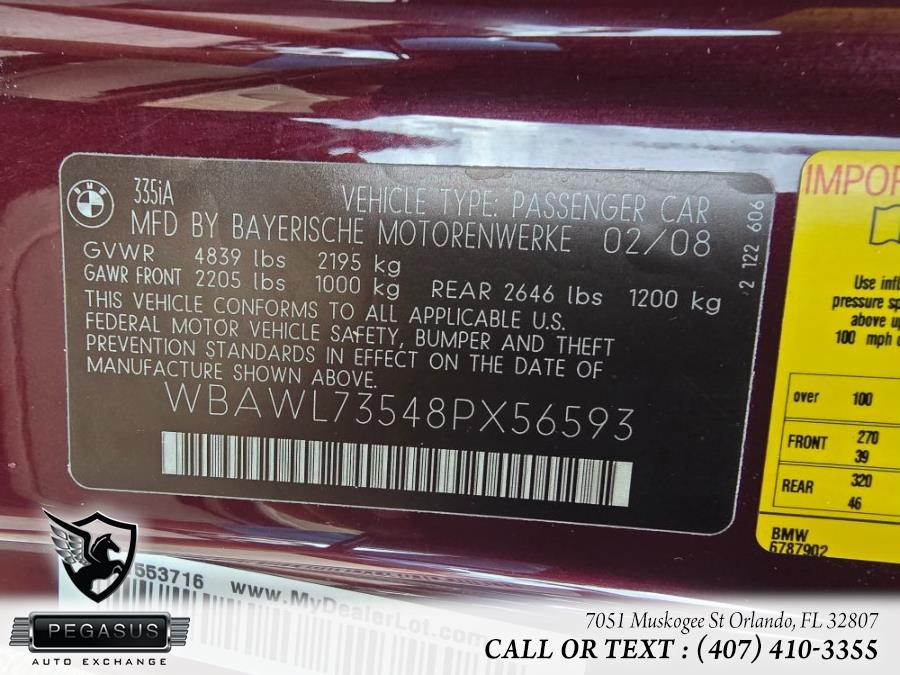 BMW
335iA
VEHICLE TYPE: PASSENGER CAR
MFD BY BAYERISCHE MOTORENWERKE 02/08
GVWR 4839 lbs 2195 kg
GAWR FRONT 2205 lbs 1000 kg REAR 2646 lbs 1200 kg
THIS VEHICLE CONFORMS TO ALL APPLICABLE U.S.
FEDERAL MOTOR VEHICLE SAFETY, BUMPER AND THEFT
PREVENTION STANDARDS IN EFFECT ON THE DATE OF
MANUFACTURE SHOWN ABOVE.
WBAWL73548PX56593
2 122 606
IMPOR
Use infl
pressure sp
above up
100 mph
over 100
FRONT 270
39
REAR 320
46
BMW
6787902
553716 www.MyDealerLot.com
PEGASUS
AUTO EXCHANGE
7051 Muskogee St Orlando, FL 32807
CALL OR TEXT : (407) 410-3355